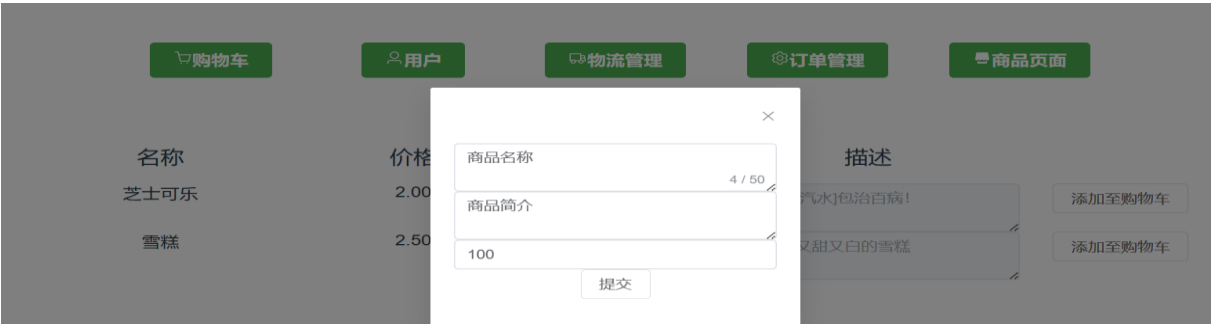 购物车 用户 物流管理 订单管理 商品页面
名称 价格 描述
商品名称
4 / 50
芝士可乐 2.00 汽水]包治百病! 添加至购物车
商品简介
雪糕 2.50 又甜又白的雪糕 添加至购物车
100
提交